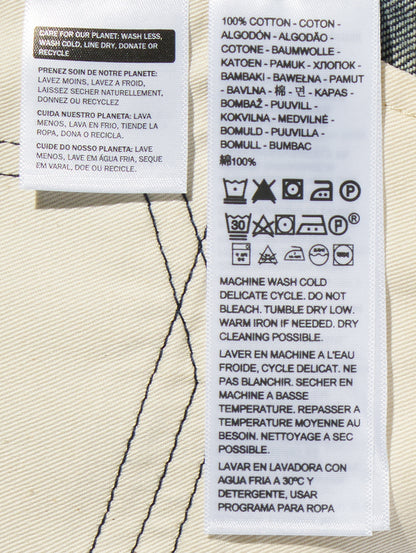 CARE FOR OUR PLANET: WASH LESS,
WASH COLD, LINE DRY, DONATE OR
RECYCLE
PRENEZ SOIN DE NOTRE PLANETE:
LAVEZ MOINS, LAVEZ A FROID,
LAISSEZ SECHER NATURELLEMENT,
DONNEZ OU RECYCLEZ
CUIDA NUESTRO PLANETA: LAVA
MENOS, LAVA EN FRIO, TIENDE LA
ROPA, DONA O RECICLA.
CUIDE DO NOSSO PLANETA: LAVE
MENOS, LAVE EM ÁGUA FRIA, SEQUE
EM VARAL, DOE OU RECICLE.
100% COTTON - COTON -
ALGODÓN - ALGODÃO -
COTONE - BAUMWOLLE -
KATOEN - PAMUK - ХЛОПОК -
BAMBAKI - BAWEŁNA - PAMUT
- BAVLNA - 棉 - 면 - KAPAS -
BOMBAŽ - PUUVILL -
KOKVILNA - MEDVILNĖ -
BOMULD - PUUVILLA -
BOMULL - BUMBAC
綿100%
P
30 P ®
MACHINE WASH COLD
DELICATE CYCLE. DO NOT
BLEACH. TUMBLE DRY LOW.
WARM IRON IF NEEDED. DRY
CLEANING POSSIBLE.
LAVER EN MACHINE A L'EAU
FROIDE, CYCLE DELICAT. NE
PAS BLANCHIR. SECHER EN
MACHINE A BASSE
TEMPERATURE. REPASSER A
TEMPERATURE MOYENNE AU
BESOIN. NETTOYAGE A SEC
POSSIBLE.
LAVAR EN LAVADORA CON
AGUA FRIA A 30ºC Y
DETERGENTE, USAR
PROGRAMA PARA ROPA